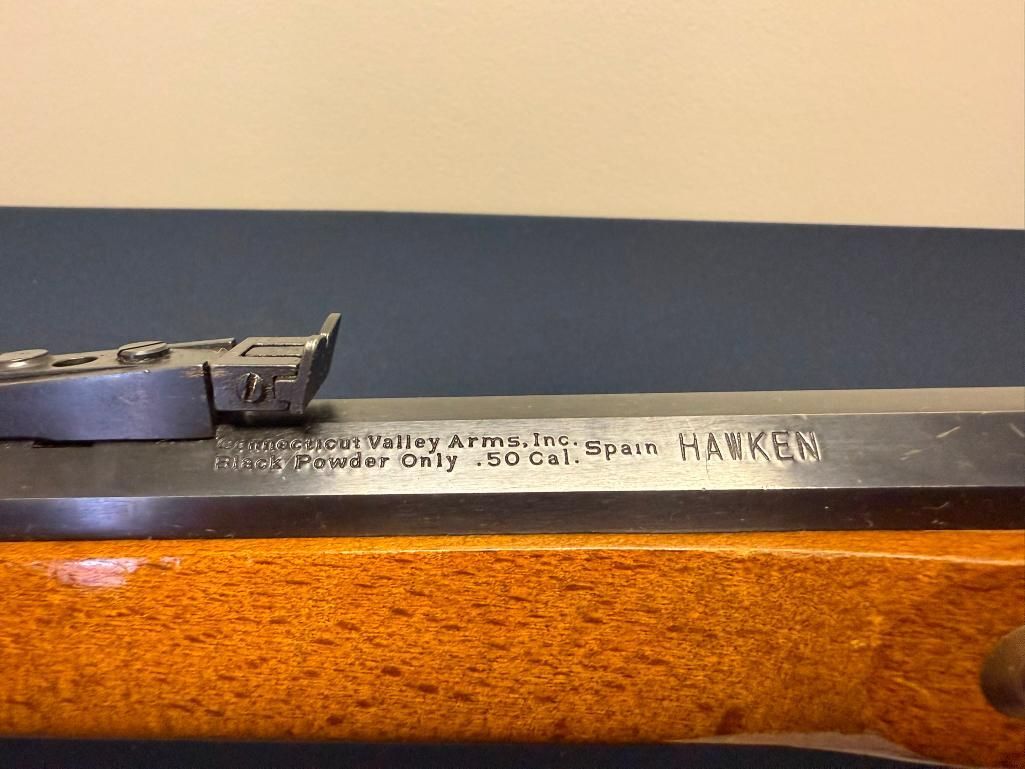 Connecticut Valley Arms, Inc.
Black Powder Only .50 Cal. Spain HAWKEN